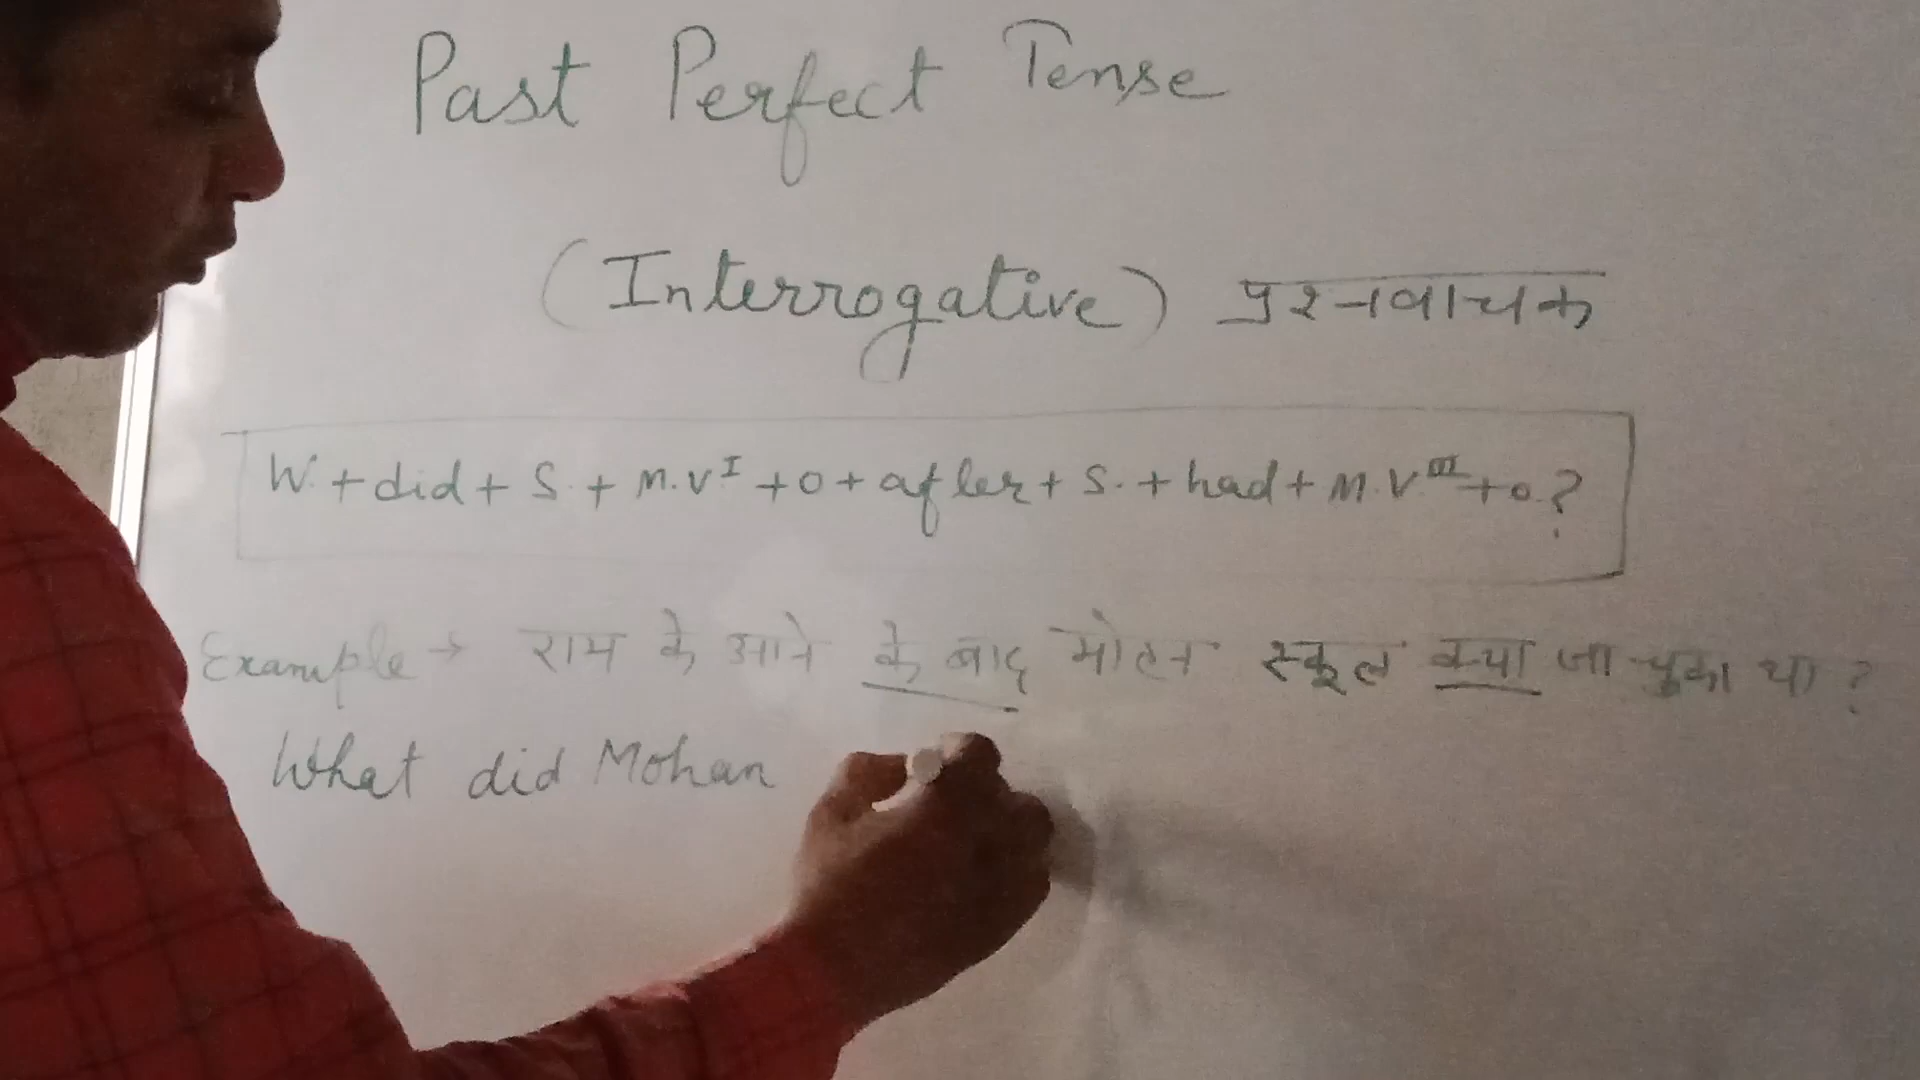 Past Perfect Tense
(Interrogative) प्रश्नवाचक
W. + did + S. + M.V.I + O + after + S. + had + M.V.III + O.?
Example → राम के आने के बाद मोहन स्कूल क्या जा चुका था ?
What did Mohan